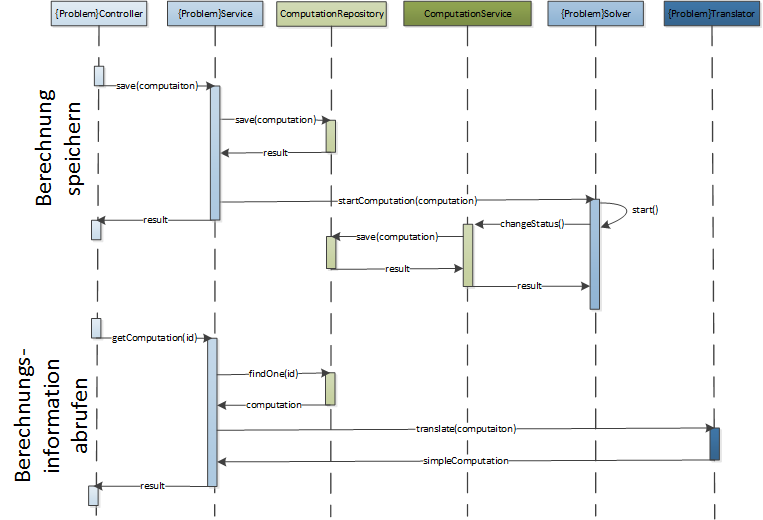 {Problem}Controller
{Problem}Service
ComputationRepository
ComputationService
{Problem}Solver
{Problem}Translator
Berechnung
speichern
save(computaiton)
save(computation)
result
startComputation(computation)
start()
result
changeStatus()
save(computation)
result
result
Berechnungs-
information
abrufen
getComputation(id)
findOne(id)
computation
translate(computaiton)
simpleComputation
result